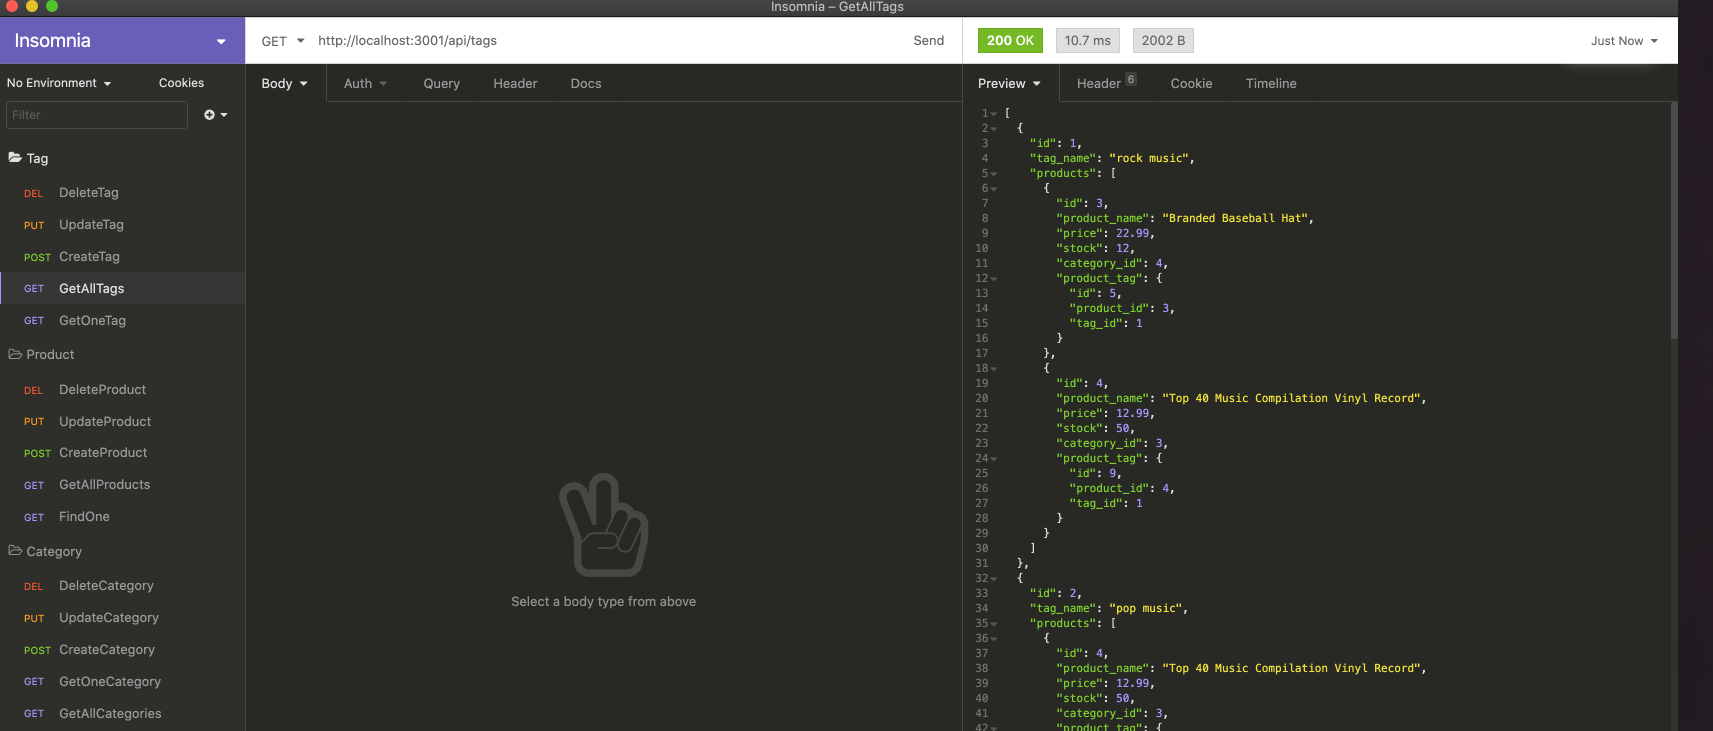 Insomnia – GetAllTags
Insomnia
GET http://localhost:3001/api/tags Send
200 OK 10.7 ms 2002 B Just Now
No Environment Cookies
Filter
Tag
DEL DeleteTag
PUT UpdateTag
POST CreateTag
GET GetAllTags
GET GetOneTag
Product
DEL DeleteProduct
PUT UpdateProduct
POST CreateProduct
GET GetAllProducts
GET FindOne
Category
DEL DeleteCategory
PUT UpdateCategory
POST CreateCategory
GET GetOneCategory
GET GetAllCategories
Body Auth Query Header Docs
Select a body type from above
Preview Header 6 Cookie Timeline
1 [
2 {
3 "id": 1,
4 "tag_name": "rock music",
5 "products": [
6 {
7 "id": 3,
8 "product_name": "Branded Baseball Hat",
9 "price": 22.99,
10 "stock": 12,
11 "category_id": 4,
12 "product_tag": {
13 "id": 5,
14 "product_id": 3,
15 "tag_id": 1
16 }
17 },
18 {
19 "id": 4,
20 "product_name": "Top 40 Music Compilation Vinyl Record",
21 "price": 12.99,
22 "stock": 50,
23 "category_id": 3,
24 "product_tag": {
25 "id": 9,
26 "product_id": 4,
27 "tag_id": 1
28 }
29 }
30 ]
31 },
32 {
33 "id": 2,
34 "tag_name": "pop music",
35 "products": [
36 {
37 "id": 4,
38 "product_name": "Top 40 Music Compilation Vinyl Record",
39 "price": 12.99,
40 "stock": 50,
41 "category_id": 3,
42 "product_tag": {